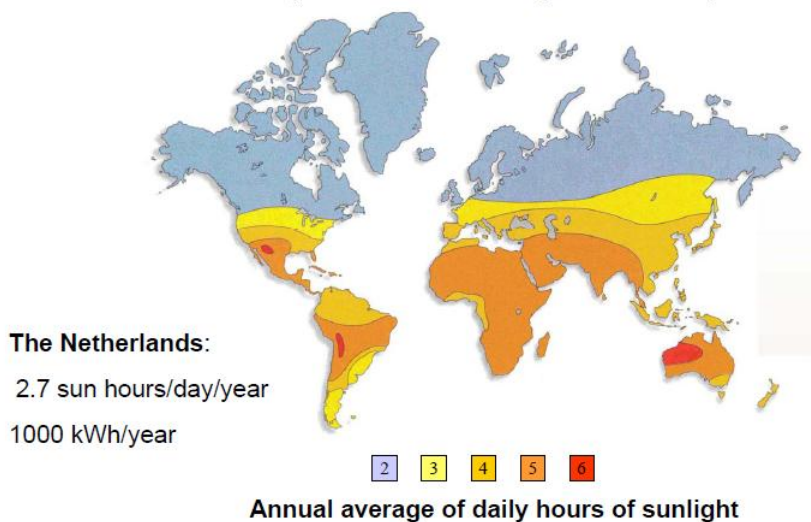 The Netherlands:
2.7 sun hours/day/year
1000 kWh/year
2 3 4 5 6
Annual average of daily hours of sunlight